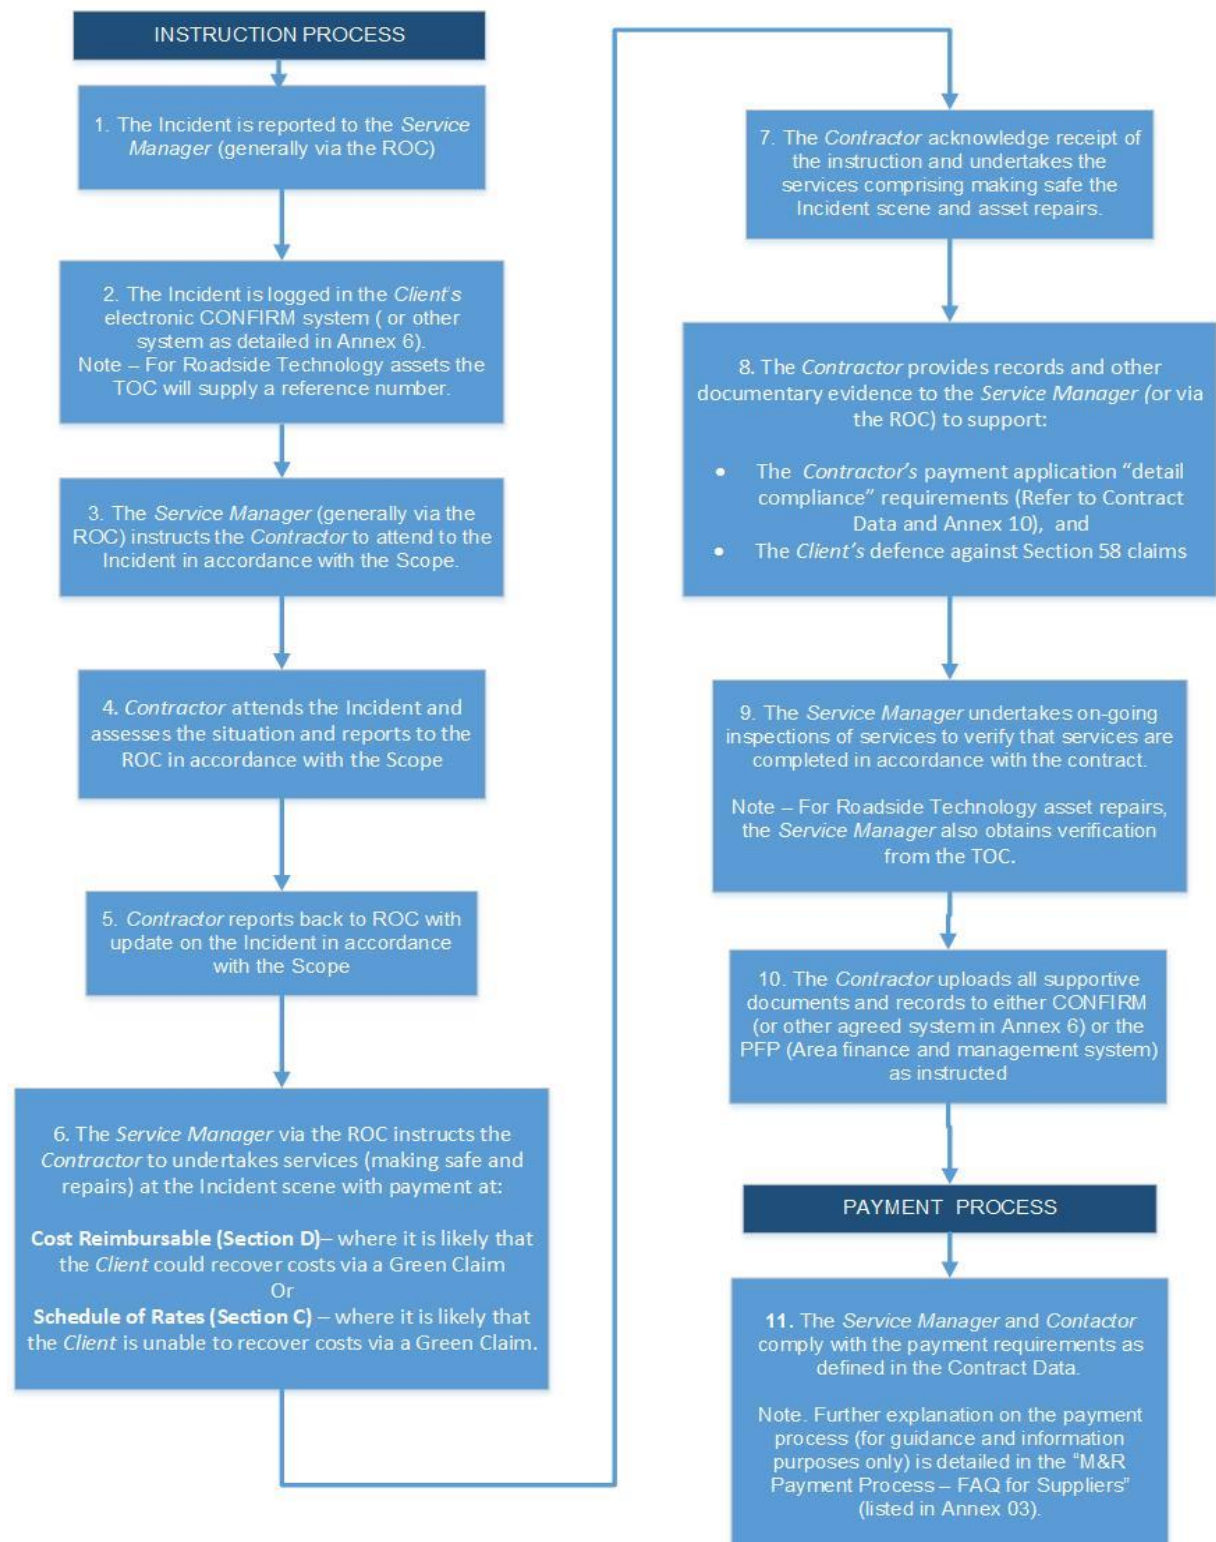 INSTRUCTION PROCESS
1. The Incident is reported to the Service
Manager (generally via the ROC)
2. The Incident is logged in the Client's
electronic CONFIRM system ( or other
system as detailed in Annex 6).
Note – For Roadside Technology assets the
TOC will supply a reference number.
3. The Service Manager (generally via the
ROC) instructs the Contractor to attend to the
Incident in accordance with the Scope.
4. Contractor attends the Incident and
assesses the situation and reports to the
ROC in accordance with the Scope
5. Contractor reports back to ROC with
update on the Incident in accordance
with the Scope
6. The Service Manager via the ROC instructs the
Contractor to undertakes services (making safe and
repairs) at the Incident scene with payment at:
Cost Reimbursable (Section D)– where it is likely that
the Client could recover costs via a Green Claim
Or
Schedule of Rates (Section C) – where it is likely that
the Client is unable to recover costs via a Green Claim.
7. The Contractor acknowledge receipt of
the instruction and undertakes the
services comprising making safe the
Incident scene and asset repairs.
8. The Contractor provides records and other
documentary evidence to the Service Manager (or via
the ROC) to support:
• The Contractor's payment application "detail
compliance" requirements (Refer to Contract
Data and Annex 10), and
• The Client's defence against Section 58 claims
9. The Service Manager undertakes on-going
inspections of services to verify that services are
completed in accordance with the contract.
Note – For Roadside Technology asset repairs,
the Service Manager also obtains verification
from the TOC.
10. The Contractor uploads all supportive
documents and records to either CONFIRM
(or other agreed system in Annex 6) or the
PFP (Area finance and management system)
as instructed
PAYMENT PROCESS
11. The Service Manager and Contactor
comply with the payment requirements as
defined in the Contract Data.
Note. Further explanation on the payment
process (for guidance and information
purposes only) is detailed in the "M&R
Payment Process – FAQ for Suppliers"
(listed in Annex 03).